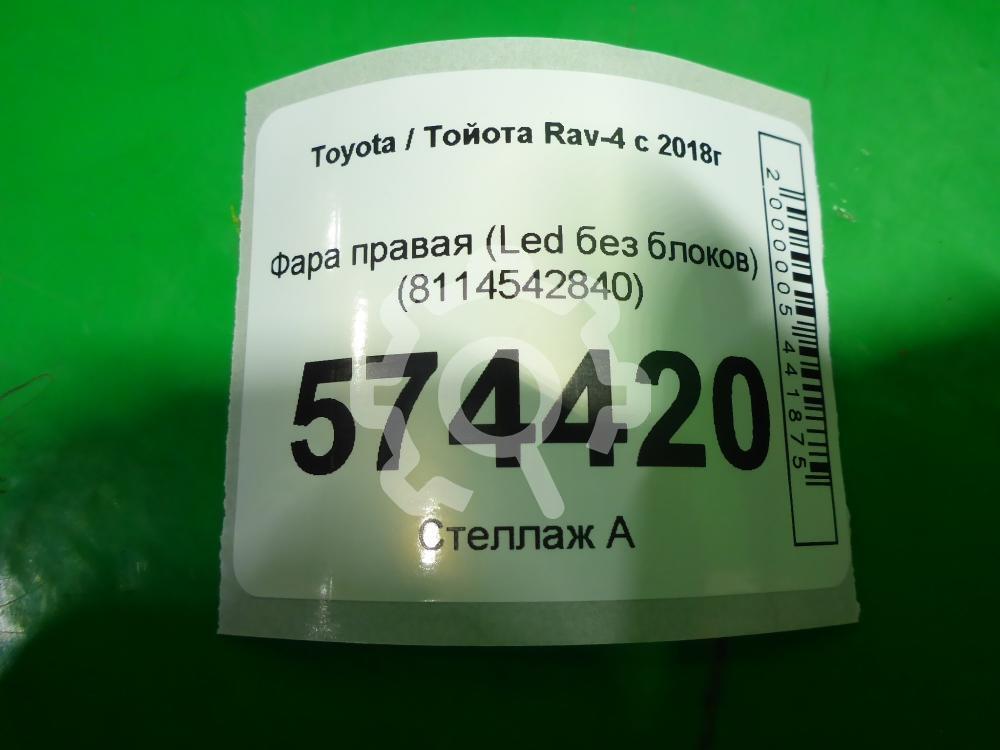 Toyota / Тойота Rav-4 с 2018г
Фара правая (Led без блоков)
(8114542840)
574420
Стеллаж А
2000005441875